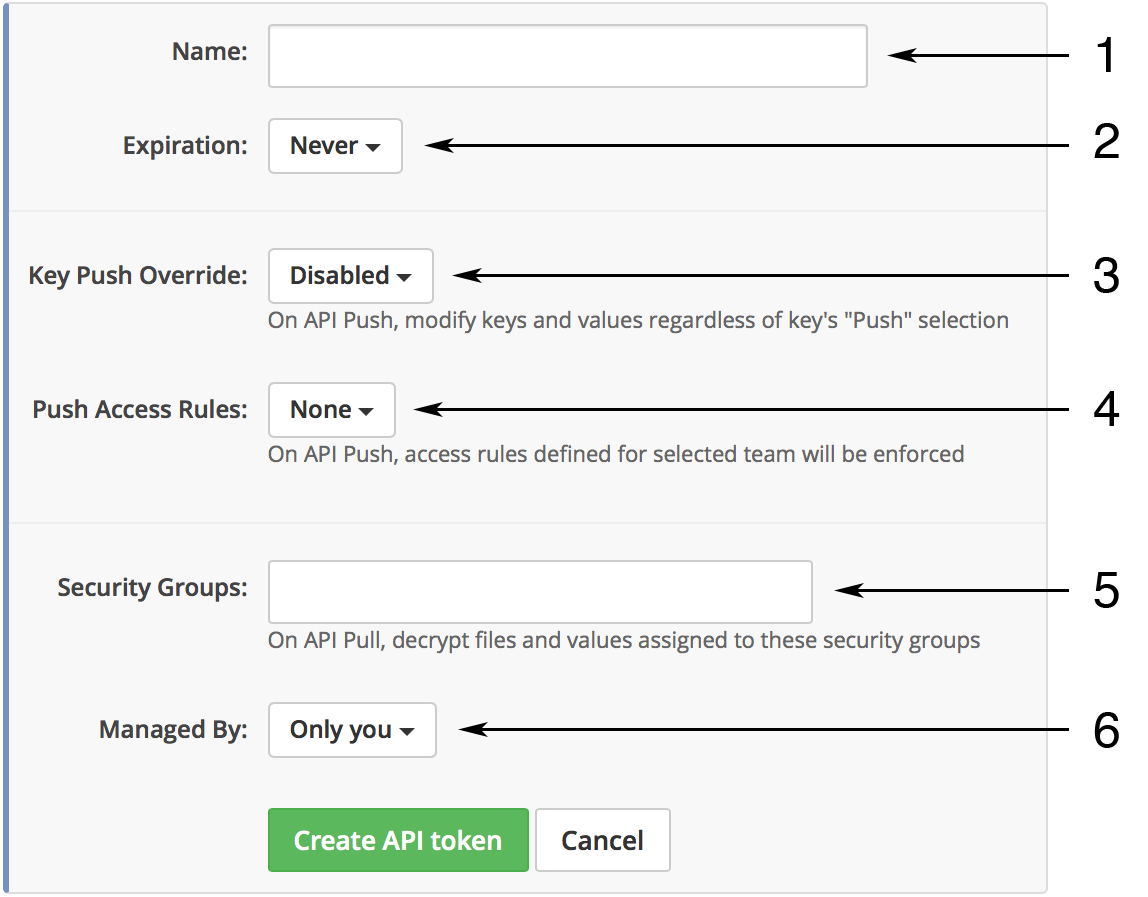 Name:
1
Expiration: Never
2
Key Push Override: Disabled
3
On API Push, modify keys and values regardless of key's "Push" selection
Push Access Rules: None
4
On API Push, access rules defined for selected team will be enforced
Security Groups:
5
On API Pull, decrypt files and values assigned to these security groups
Managed By: Only you
6
Create API token Cancel